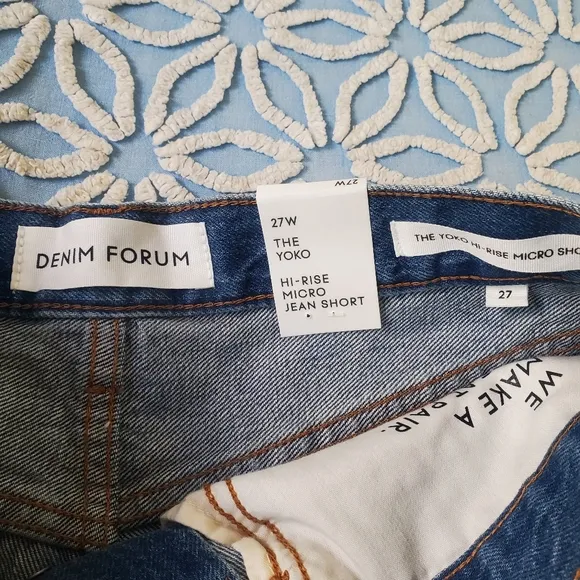 27W
DENIM FORUM
27W
THE
YOKO
HI-RISE
MICRO
JEAN SHORT
THE YOKO HI-RISE MICRO SHO
27
WE
MAKE A